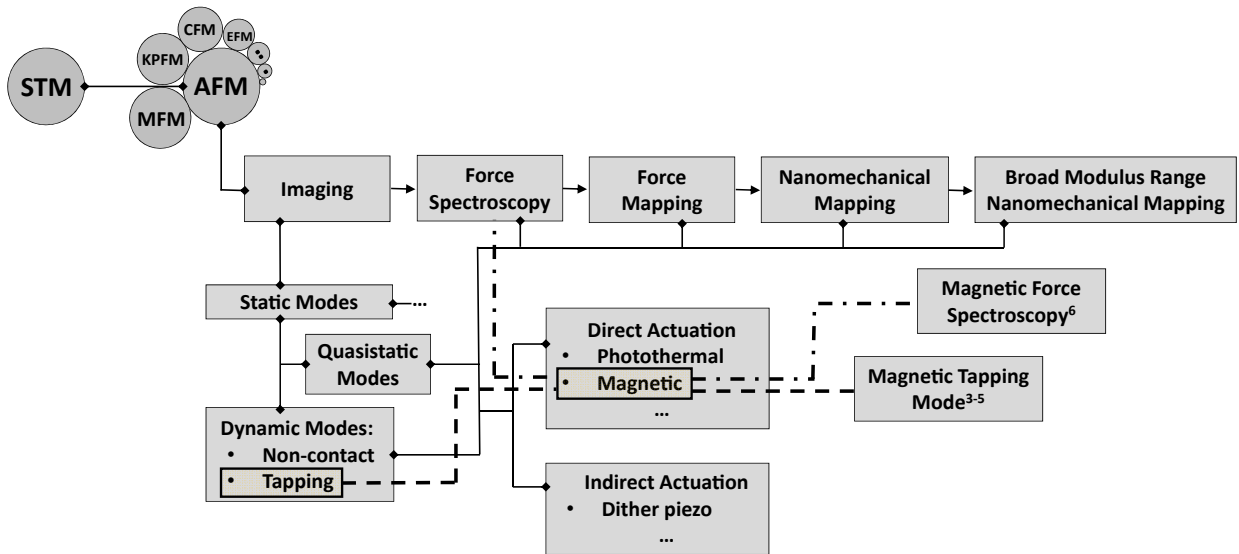 CFM
EFM
KPFM
STM
AFM
MFM
Imaging
Force
Spectroscopy
Force
Mapping
Nanomechanical
Mapping
Broad Modulus Range
Nanomechanical Mapping
Static Modes
...
Quasistatic
Modes
Dynamic Modes:
• Non-contact
• Tapping
Direct Actuation
• Photothermal
• Magnetic
...
Indirect Actuation
• Dither piezo
...
Magnetic Force
Spectroscopy⁶
Magnetic Tapping
Mode³⁻⁵